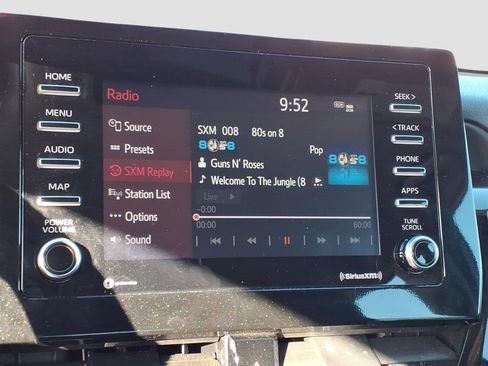 HOME
MENU
AUDIO
MAP
POWER
VOLUME
Radio
9:52
Source
Presets
SXM Replay
Station List
Options
Sound
SXM 008 80s on 8
Pop
Guns N' Roses
Welcome To The Jungle (8
Live
-0:00
00:00
60:00
SEEK >
< TRACK
PHONE
APPS
TUNE
SCROLL
((SiriusXM))